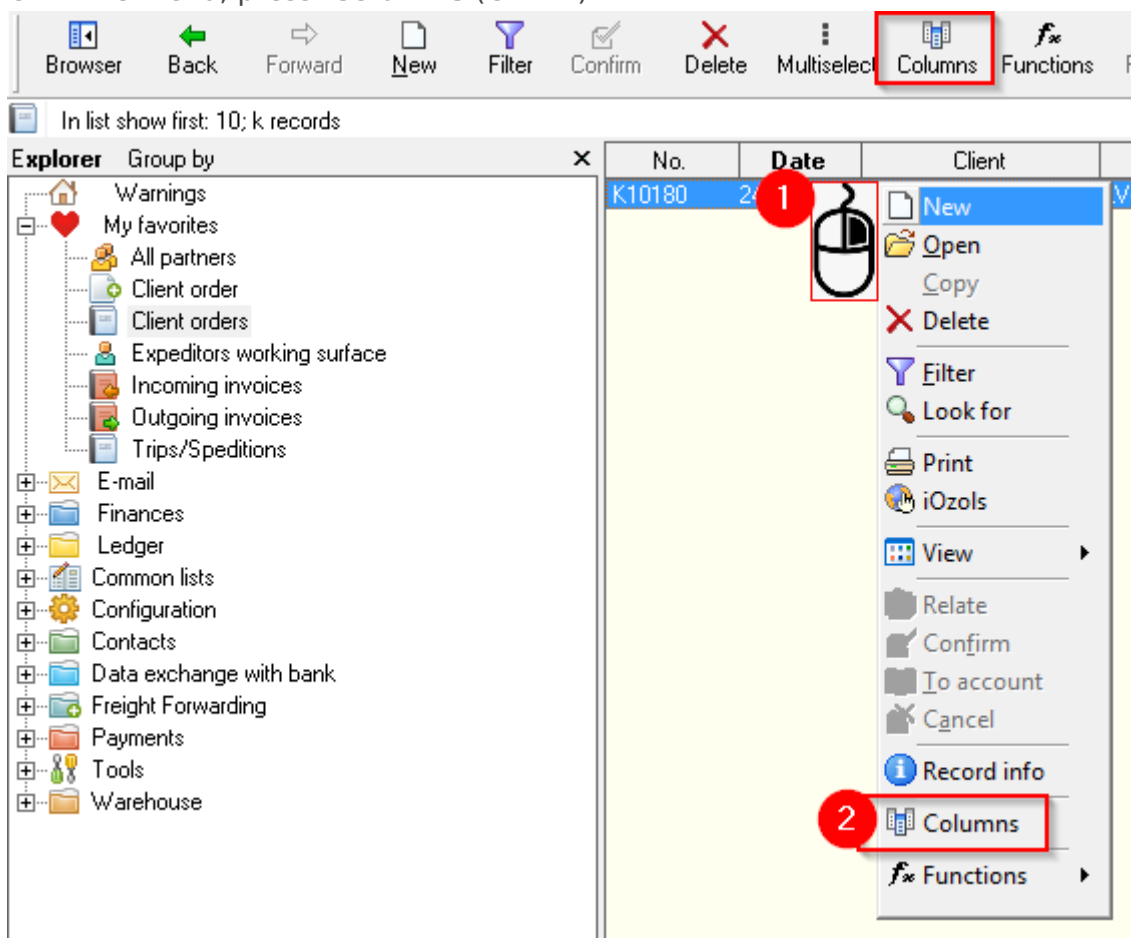 Browser Back Forward New Filter Confirm Delete Multiselect Columns Functions
In list show first: 10; k records
Explorer Group by
No. Date Client
Warnings
My favorites
All partners
Client order
Client orders
Expeditors working surface
Incoming invoices
Outgoing invoices
Trips/Speditions
E-mail
Finances
Ledger
Common lists
Configuration
Contacts
Data exchange with bank
Freight Forwarding
Payments
Tools
Warehouse
K10180 24
1
New
Open
Copy
Delete
Filter
Look for
Print
iOzols
View
Relate
Confirm
To account
Cancel
Record info
2 Columns
Functions